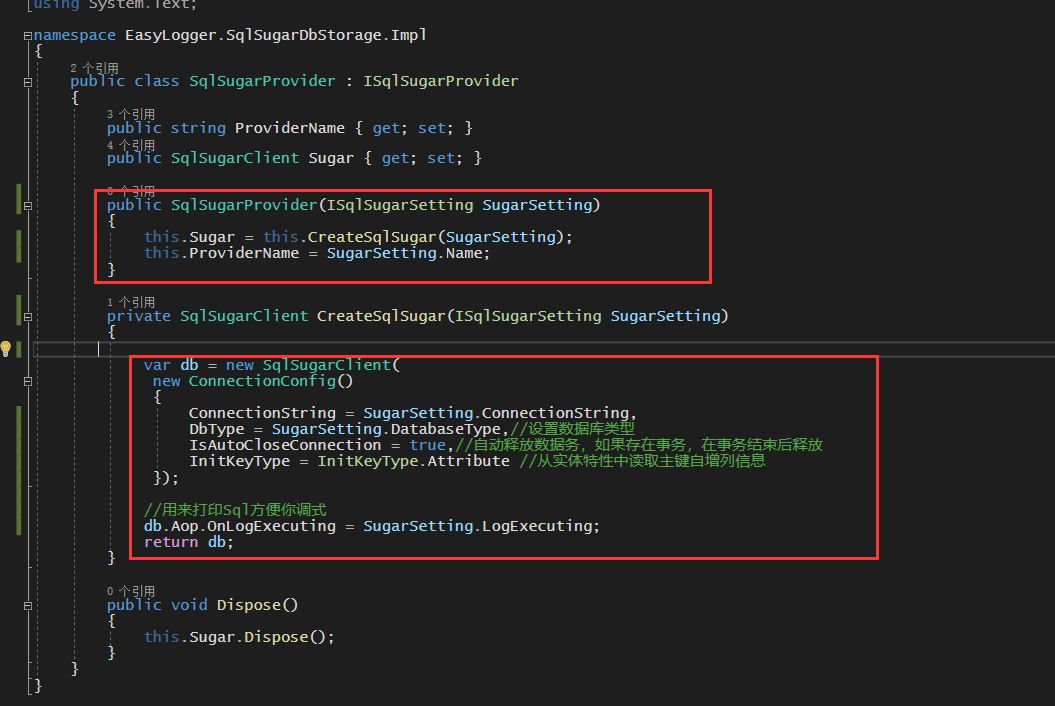 using System.Text;
namespace EasyLogger.SqlSugarDbStorage.Impl
{
2 个引用
public class SqlSugarProvider : ISqlSugarProvider
{
3 个引用
public string ProviderName { get; set; }
4 个引用
public SqlSugarClient Sugar { get; set; }
0 个引用
public SqlSugarProvider(ISqlSugarSetting SugarSetting)
{
this.Sugar = this.CreateSqlSugar(SugarSetting);
this.ProviderName = SugarSetting.Name;
}
1 个引用
private SqlSugarClient CreateSqlSugar(ISqlSugarSetting SugarSetting)
{
var db = new SqlSugarClient(
new ConnectionConfig()
{
ConnectionString = SugarSetting.ConnectionString,
DbType = SugarSetting.DatabaseType,//设置数据库类型
IsAutoCloseConnection = true,//自动释放数据务，如果存在事务，在事务结束后释放
InitKeyType = InitKeyType.Attribute //从实体特性中读取主键自增列信息
});
//用来打印Sql方便你调式
db.Aop.OnLogExecuting = SugarSetting.LogExecuting;
return db;
}
0 个引用
public void Dispose()
{
this.Sugar.Dispose();
}
}
}